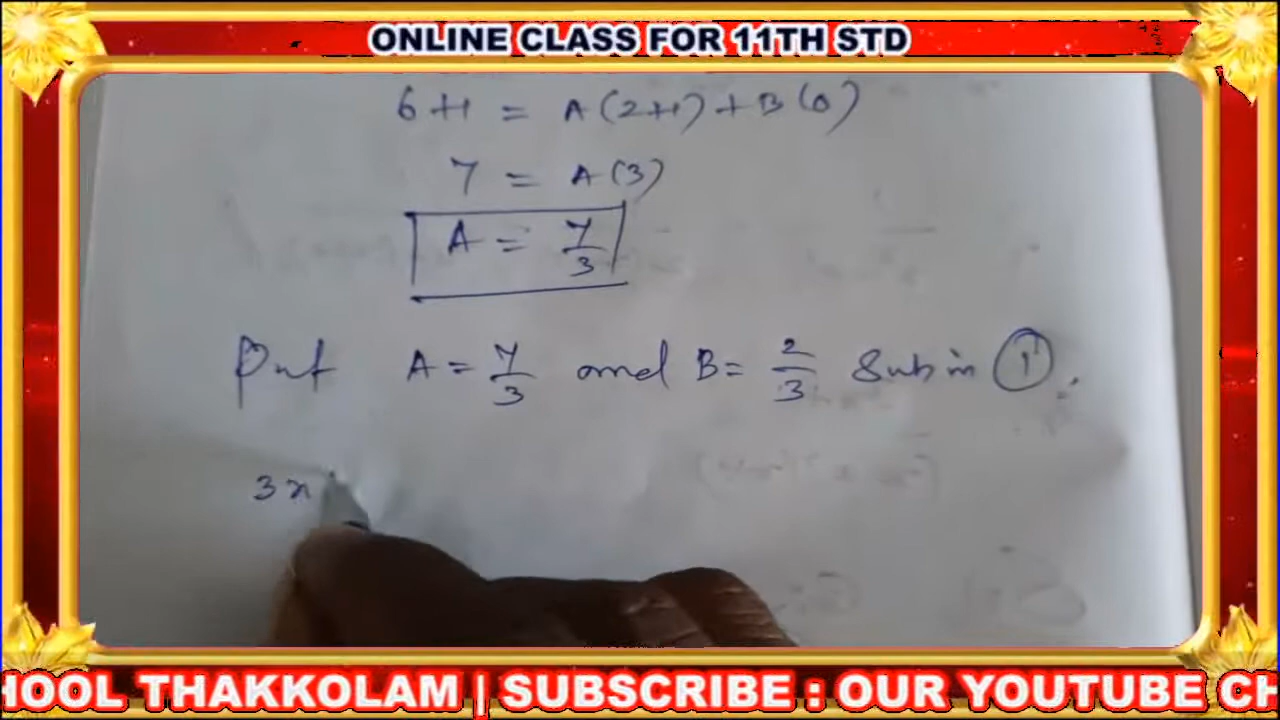 ONLINE CLASS FOR 11TH STD
6+1 = A(2+1)+B(0)
7 = A(3)
A = 7/3
Put A = 7/3 and B = 2/3 Sub in ①.
3x
HOOL THAKKOLAM | SUBSCRIBE : OUR YOUTUBE CH